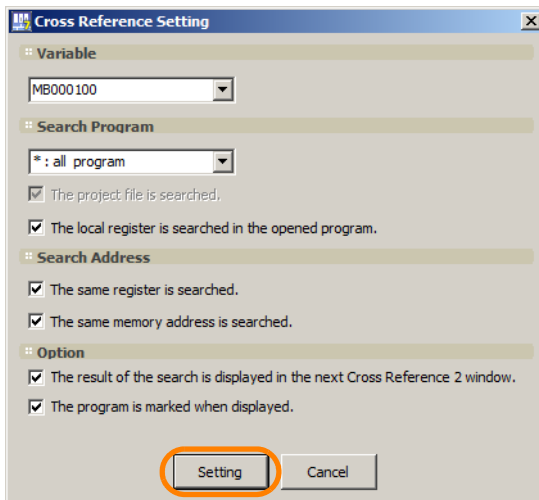 Cross Reference Setting
Variable
MB000100
Search Program
* : all program
The project file is searched.
The local register is searched in the opened program.
Search Address
The same register is searched.
The same memory address is searched.
Option
The result of the search is displayed in the next Cross Reference 2 window.
The program is marked when displayed.
Setting Cancel